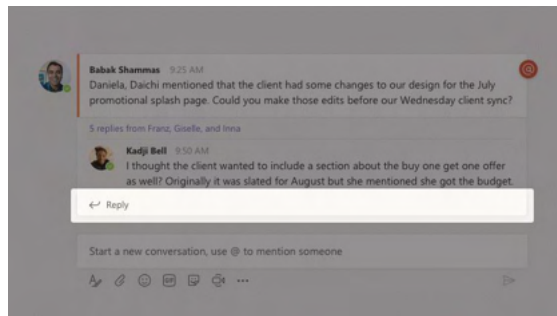 Babak Shammas 9:25 AM
Daniela, Daichi mentioned that the client had some changes to our design for the July
promotional splash page. Could you make those edits before our Wednesday client sync?
5 replies from Franz, Giselle, and Inna
Kadji Bell 9:50 AM
I thought the client wanted to include a section about the buy one get one offer
as well? Originally it was slated for August but she mentioned she got the budget.
Reply
Start a new conversation, use @ to mention someone
GIF